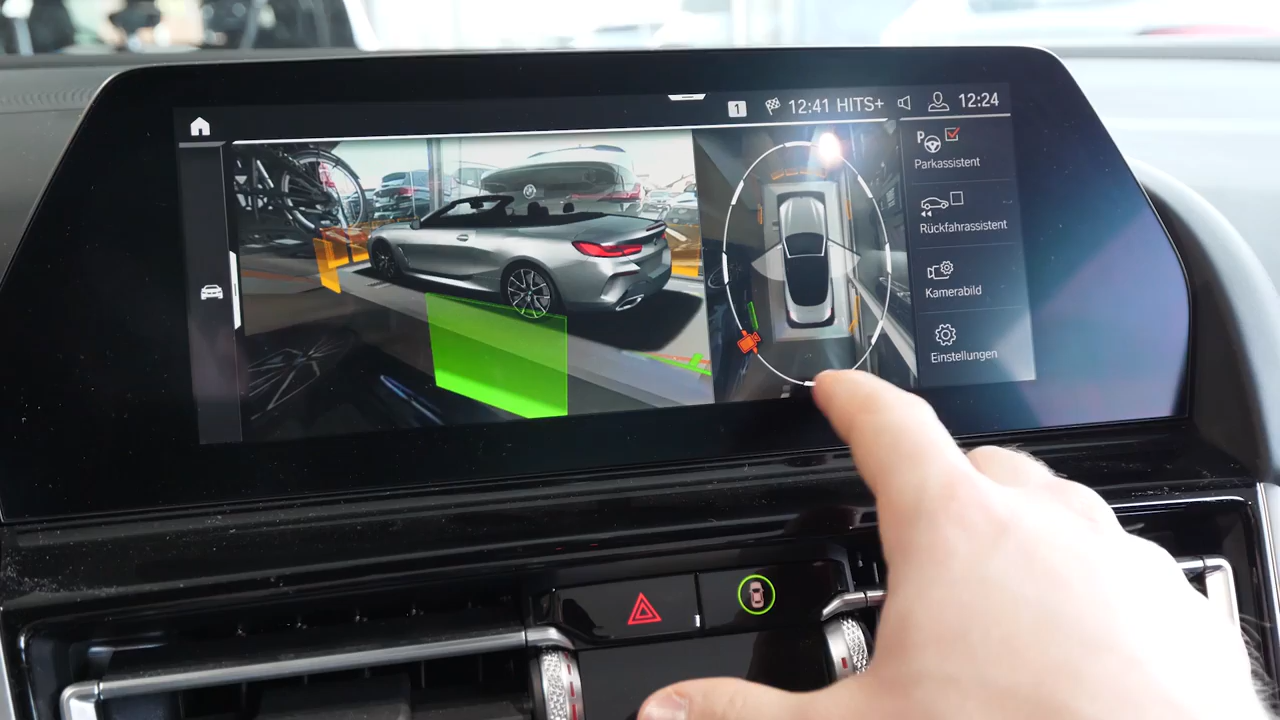 1 12:41 HITS+ 12:24
P
Parkassistent
Rückfahrassistent
Kamerabild
Einstellungen